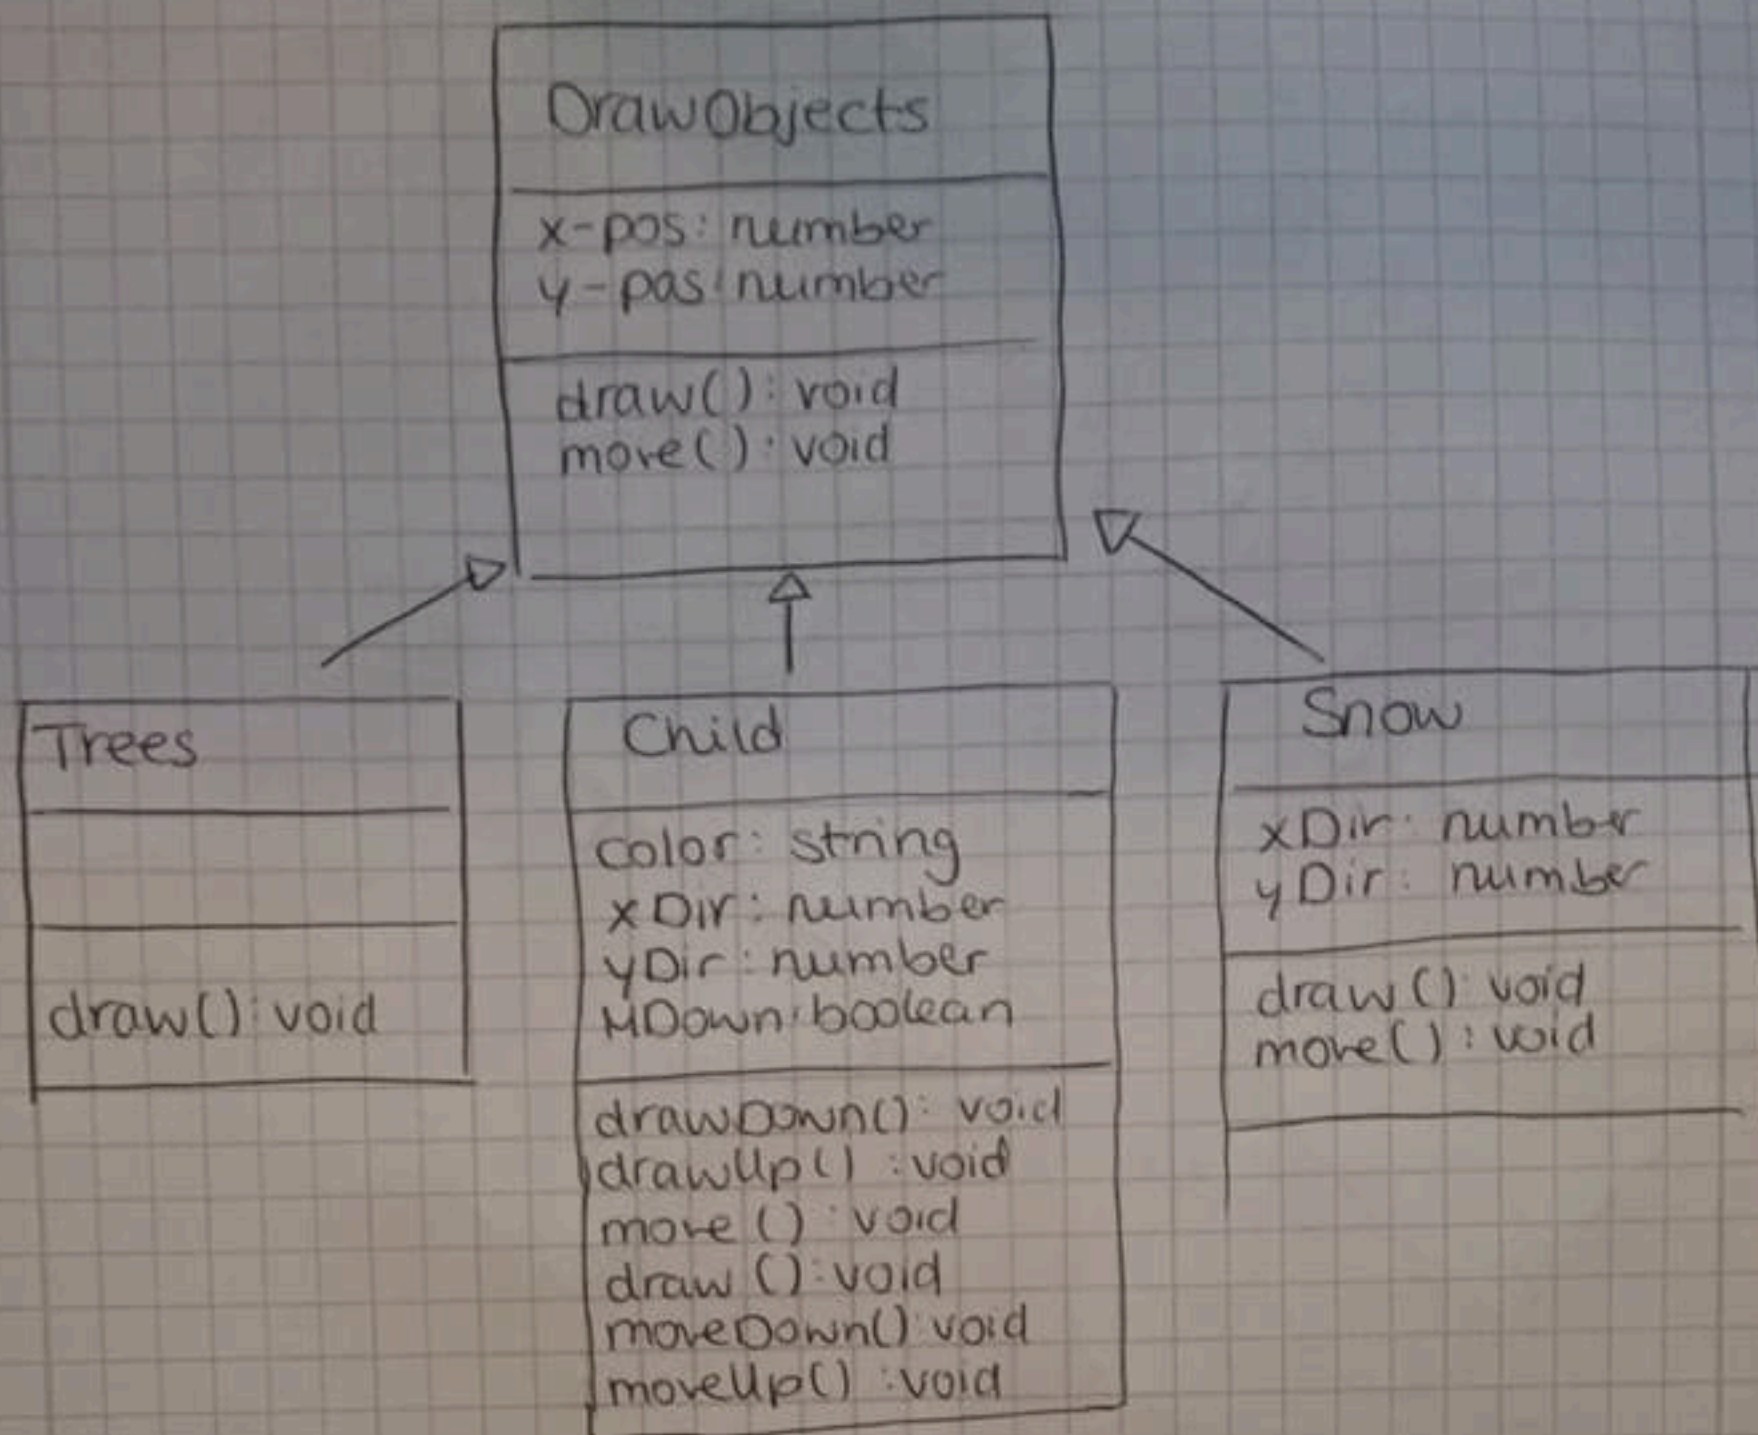 DrawObjects
x-pos: number
y-pas: number
draw(): void
move(): void
Trees
draw(): void
Child
color: string
xDir: number
yDir: number
MDown: boolean
drawDown(): void
drawUp() : void
move () : void
draw (): void
moveDown() void
moveUp() : void
Snow
xDir: number
yDir: number
draw () void
move() : void